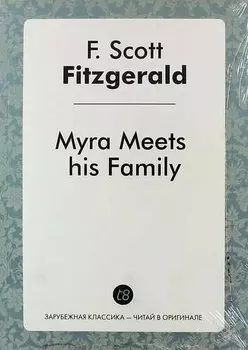 F. Scott
Fitzgerald
Myra Meets
his Family
t8
ЗАРУБЕЖНАЯ КЛАССИКА – ЧИТАЙ В ОРИГИНАЛЕ